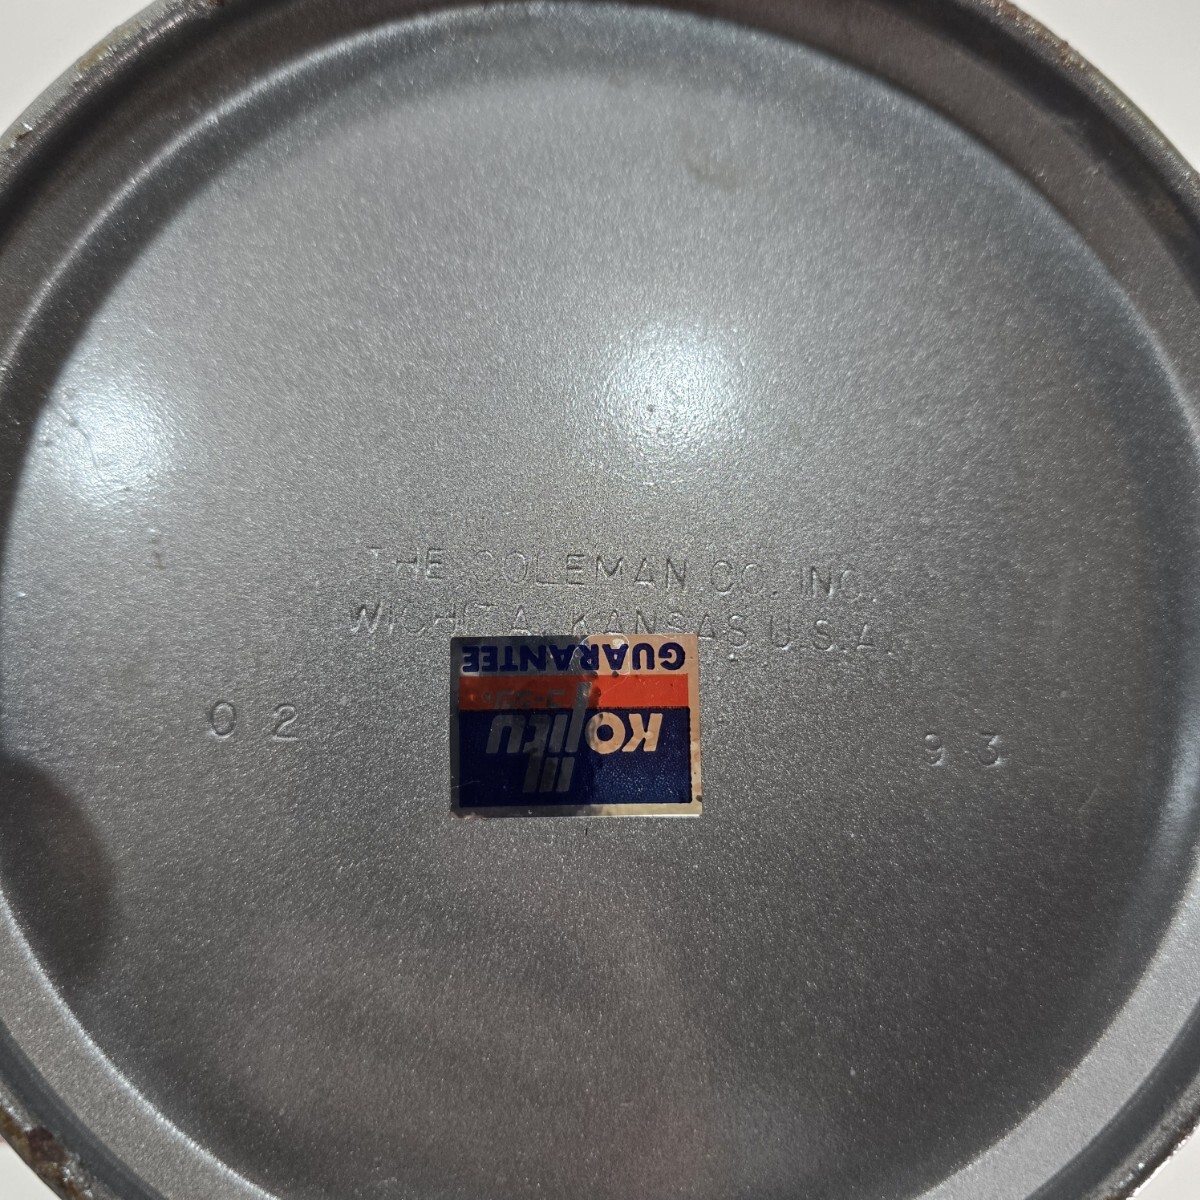 THE COLEMAN CO. INC.
WICHITA, KANSAS U.S.A.
02 93
KOJITU
GUARANTEE